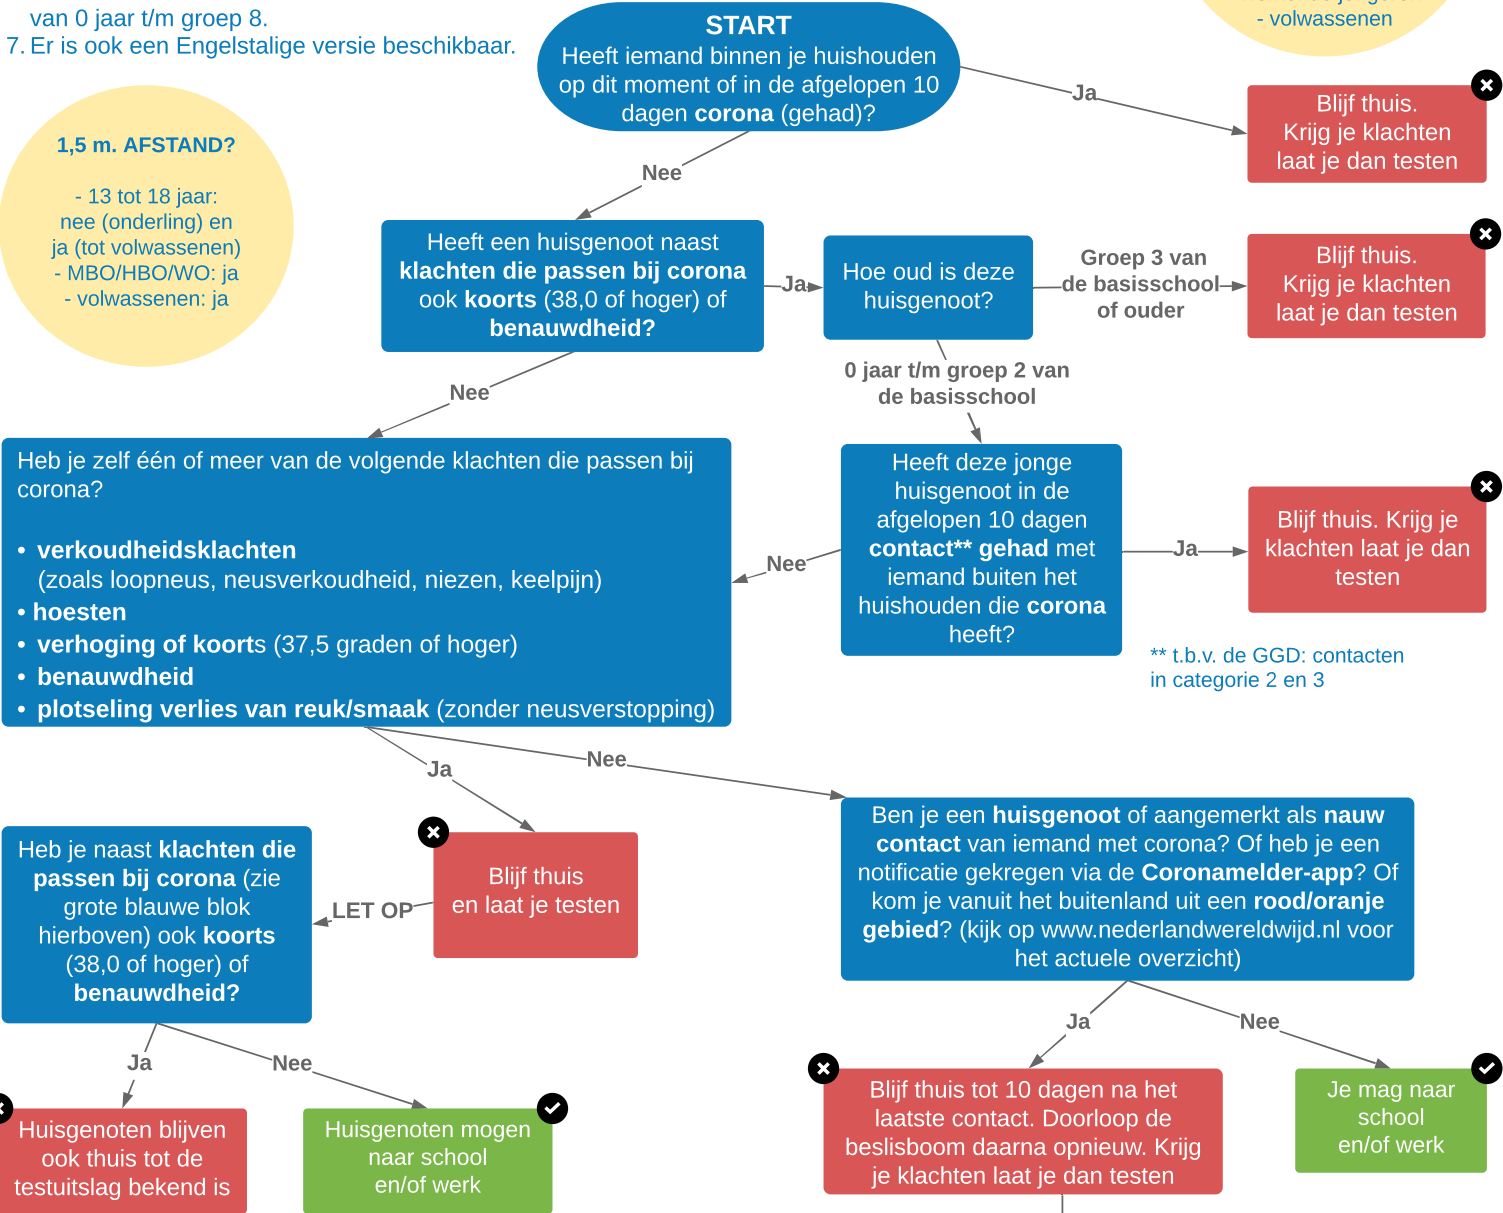 van 0 jaar t/m groep 8.
7. Er is ook een Engelstalige versie beschikbaar.
- volwassenen
START
Heeft iemand binnen je huishouden
op dit moment of in de afgelopen 10
dagen corona (gehad)?
Ja
Blijf thuis.
Krijg je klachten
laat je dan testen
1,5 m. AFSTAND?
- 13 tot 18 jaar:
nee (onderling) en
ja (tot volwassenen)
- MBO/HBO/WO: ja
- volwassenen: ja
Nee
Heeft een huisgenoot naast
klachten die passen bij corona
ook koorts (38,0 of hoger) of
benauwdheid?
Ja
Hoe oud is deze
huisgenoot?
Groep 3 van
de basisschool
of ouder
Blijf thuis.
Krijg je klachten
laat je dan testen
Nee
0 jaar t/m groep 2 van
de basisschool
Heb je zelf één of meer van de volgende klachten die passen bij
corona?
• verkoudheidsklachten
(zoals loopneus, neusverkoudheid, niezen, keelpijn)
• hoesten
• verhoging of koorts (37,5 graden of hoger)
• benauwdheid
• plotseling verlies van reuk/smaak (zonder neusverstopping)
Nee
Heeft deze jonge
huisgenoot in de
afgelopen 10 dagen
contact** gehad met
iemand buiten het
huishouden die corona
heeft?
Ja
Blijf thuis. Krijg je
klachten laat je dan
testen
** t.b.v. de GGD: contacten
in categorie 2 en 3
Ja
Nee
Heb je naast klachten die
passen bij corona (zie
grote blauwe blok
hierboven) ook koorts
(38,0 of hoger) of
benauwdheid?
LET OP
Blijf thuis
en laat je testen
Ben je een huisgenoot of aangemerkt als nauw
contact van iemand met corona? Of heb je een
notificatie gekregen via de Coronamelder-app? Of
kom je vanuit het buitenland uit een rood/oranje
gebied? (kijk op www.nederlandwereldwijd.nl voor
het actuele overzicht)
Ja
Nee
Ja
Nee
Huisgenoten blijven
ook thuis tot de
testuitslag bekend is
Huisgenoten mogen
naar school
en/of werk
Blijf thuis tot 10 dagen na het
laatste contact. Doorloop de
beslisboom daarna opnieuw. Krijg
je klachten laat je dan testen
Je mag naar
school
en/of werk